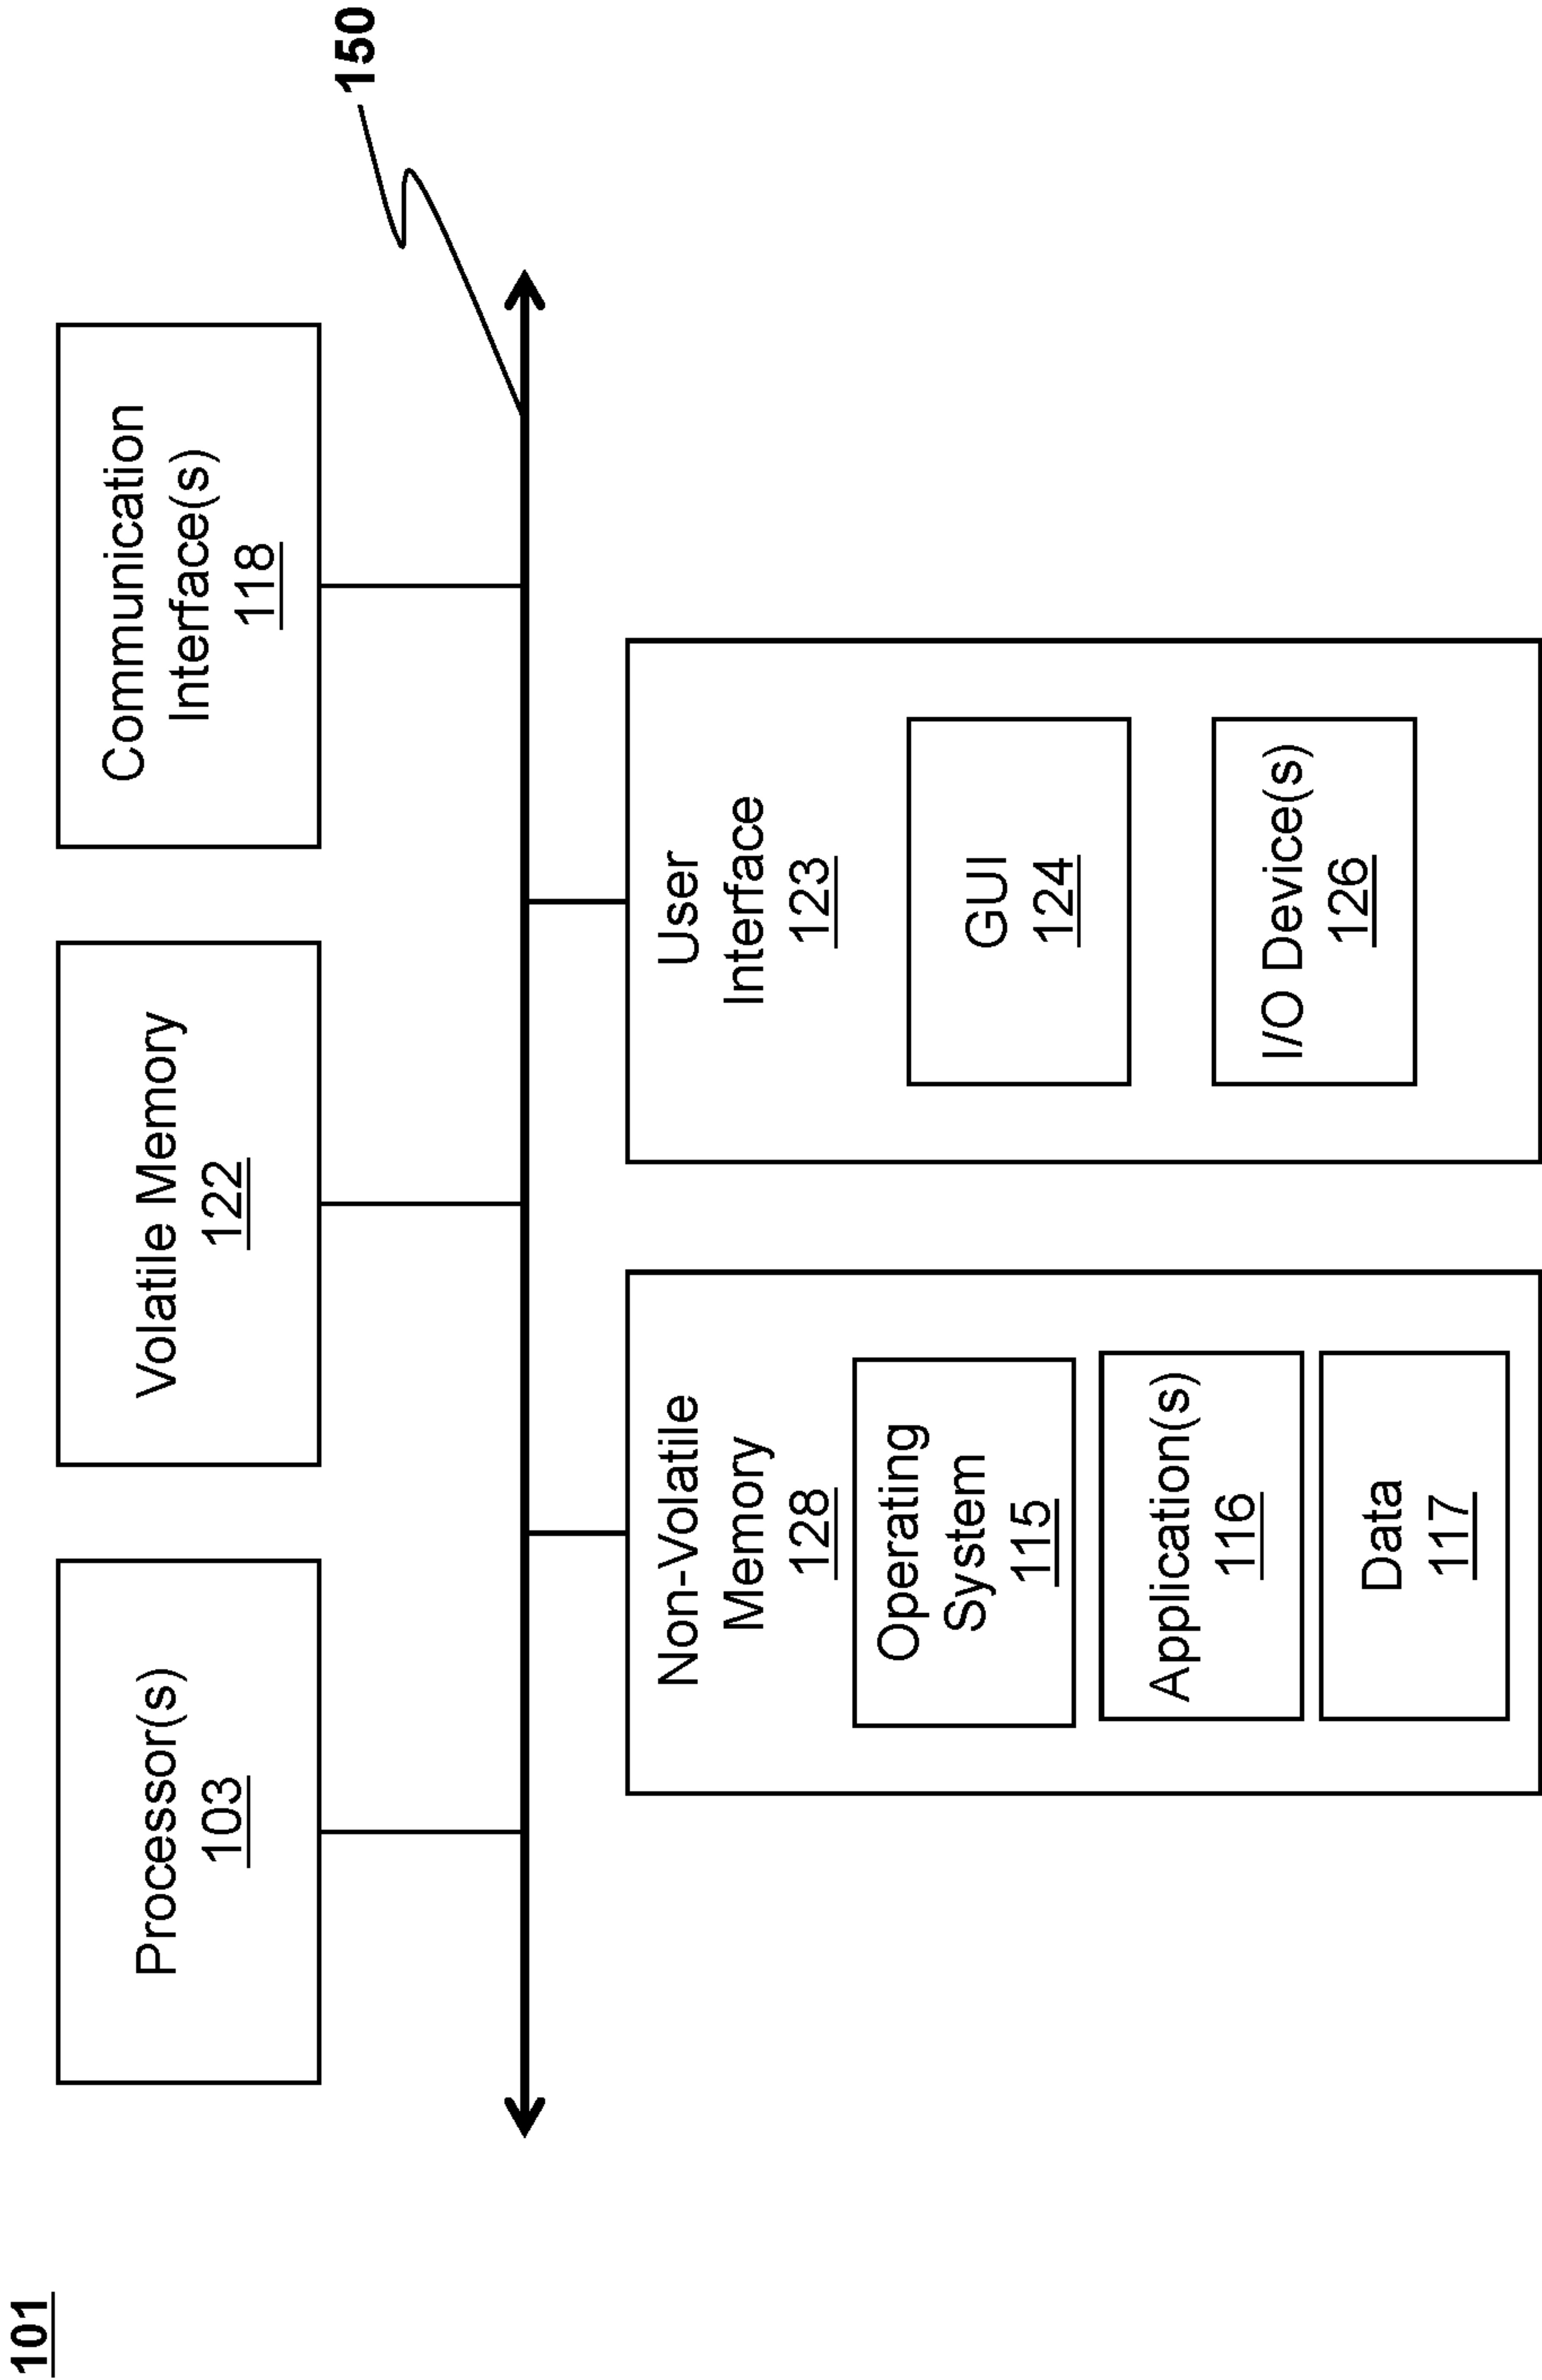 101
Processor(s)
103
Volatile Memory
122
Communication
Interface(s)
118
150
Non-Volatile
Memory
128
Operating
System
115
Application(s)
116
Data
117
User
Interface
123
GUI
124
I/O Device(s)
126